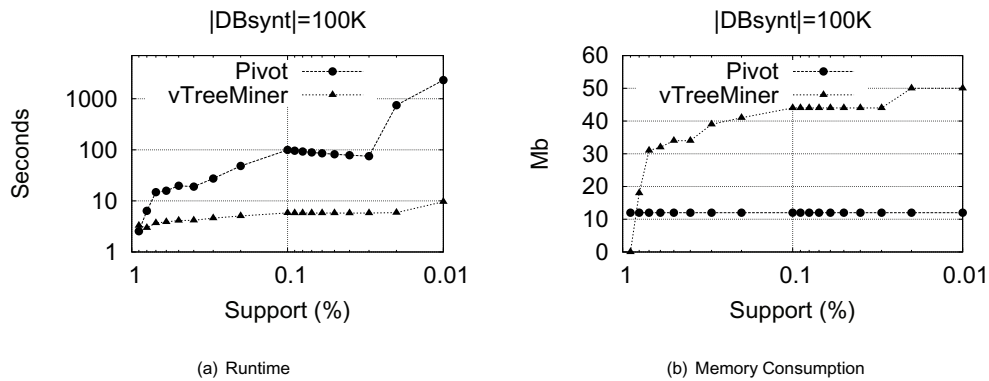 |DBsynt|=100K
Pivot
vTreeMiner
1000
100
10
1
1
0.1
0.01
Seconds
Support (%)
(a) Runtime
|DBsynt|=100K
Pivot
vTreeMiner
60
50
40
30
20
10
0
1
0.1
0.01
Mb
Support (%)
(b) Memory Consumption